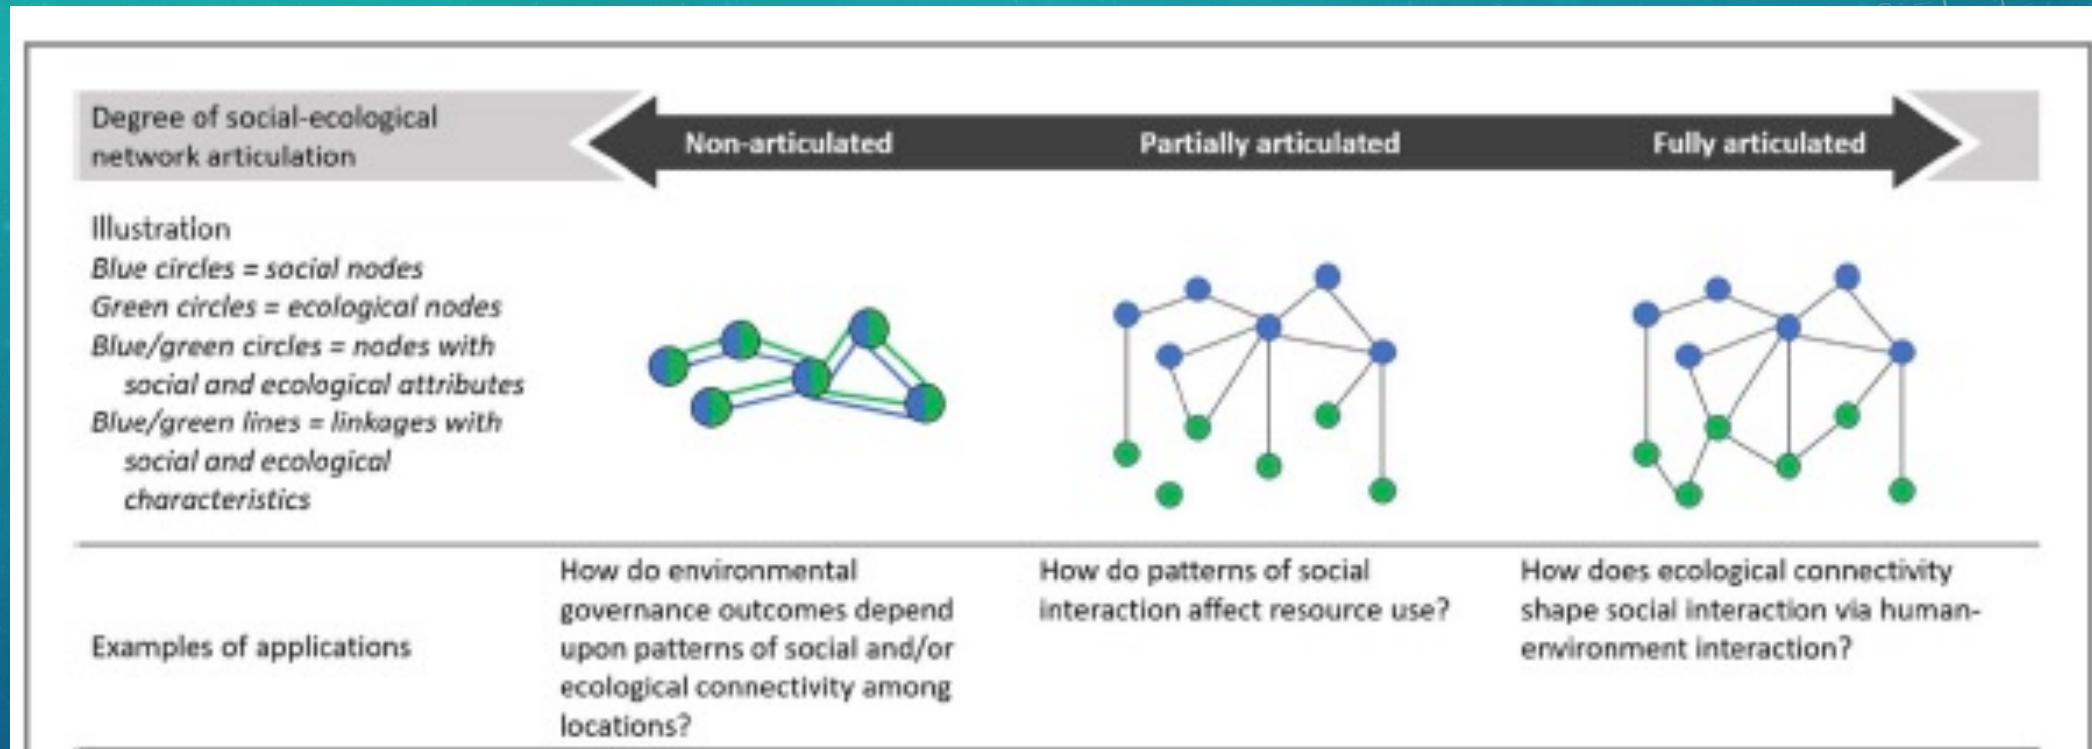 Degree of social-ecological
network articulation
Non-articulated
Partially articulated
Fully articulated
Illustration
Blue circles = social nodes
Green circles = ecological nodes
Blue/green circles = nodes with
social and ecological attributes
Blue/green lines = linkages with
social and ecological
characteristics
Examples of applications
How do environmental
governance outcomes depend
upon patterns of social and/or
ecological connectivity among
locations?
How do patterns of social
interaction affect resource use?
How does ecological connectivity
shape social interaction via human-
environment interaction?